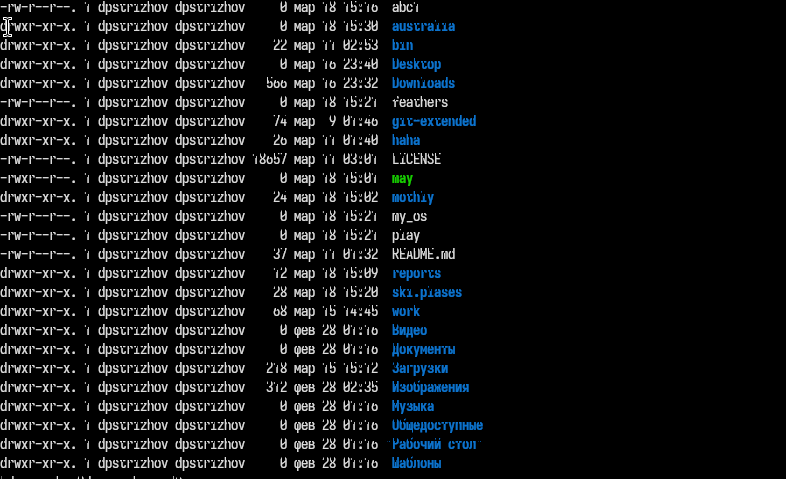 -rw-r--r--. 1 dpstrizhov dpstrizhov 0 мар 18 15:16 abc1
drwxr-xr-x. 1 dpstrizhov dpstrizhov 0 мар 18 15:30 australia
drwxr-xr-x. 1 dpstrizhov dpstrizhov 22 мар 11 02:53 bin
drwxr-xr-x. 1 dpstrizhov dpstrizhov 0 мар 16 23:40 Desktop
drwxr-xr-x. 1 dpstrizhov dpstrizhov 566 мар 16 23:32 Downloads
-rw-r--r--. 1 dpstrizhov dpstrizhov 0 мар 18 15:21 feathers
drwxr-xr-x. 1 dpstrizhov dpstrizhov 74 мар 9 01:46 git-extended
drwxr-xr-x. 1 dpstrizhov dpstrizhov 26 мар 11 01:40 haha
-rw-r--r--. 1 dpstrizhov dpstrizhov 18657 мар 11 03:01 LICENSE
-rwxr--r--. 1 dpstrizhov dpstrizhov 0 мар 18 15:01 may
drwxr-xr-x. 1 dpstrizhov dpstrizhov 24 мар 18 15:02 mothly
-rw-r--r--. 1 dpstrizhov dpstrizhov 0 мар 18 15:21 my_os
-rw-r--r--. 1 dpstrizhov dpstrizhov 0 мар 18 15:21 play
-rw-r--r--. 1 dpstrizhov dpstrizhov 37 мар 11 01:32 README.md
drwxr-xr-x. 1 dpstrizhov dpstrizhov 12 мар 18 15:09 reports
drwxr-xr-x. 1 dpstrizhov dpstrizhov 28 мар 18 15:20 ski.plases
drwxr-xr-x. 1 dpstrizhov dpstrizhov 68 мар 15 14:45 work
drwxr-xr-x. 1 dpstrizhov dpstrizhov 0 фев 28 01:16 Видео
drwxr-xr-x. 1 dpstrizhov dpstrizhov 0 фев 28 01:16 Документы
drwxr-xr-x. 1 dpstrizhov dpstrizhov 218 мар 15 15:12 Загрузки
drwxr-xr-x. 1 dpstrizhov dpstrizhov 312 фев 28 02:35 Изображения
drwxr-xr-x. 1 dpstrizhov dpstrizhov 0 фев 28 01:16 Музыка
drwxr-xr-x. 1 dpstrizhov dpstrizhov 0 фев 28 01:16 Общедоступные
drwxr-xr-x. 1 dpstrizhov dpstrizhov 0 фев 28 01:16 'Рабочий стол'
drwxr-xr-x. 1 dpstrizhov dpstrizhov 0 фев 28 01:16 Шаблоны